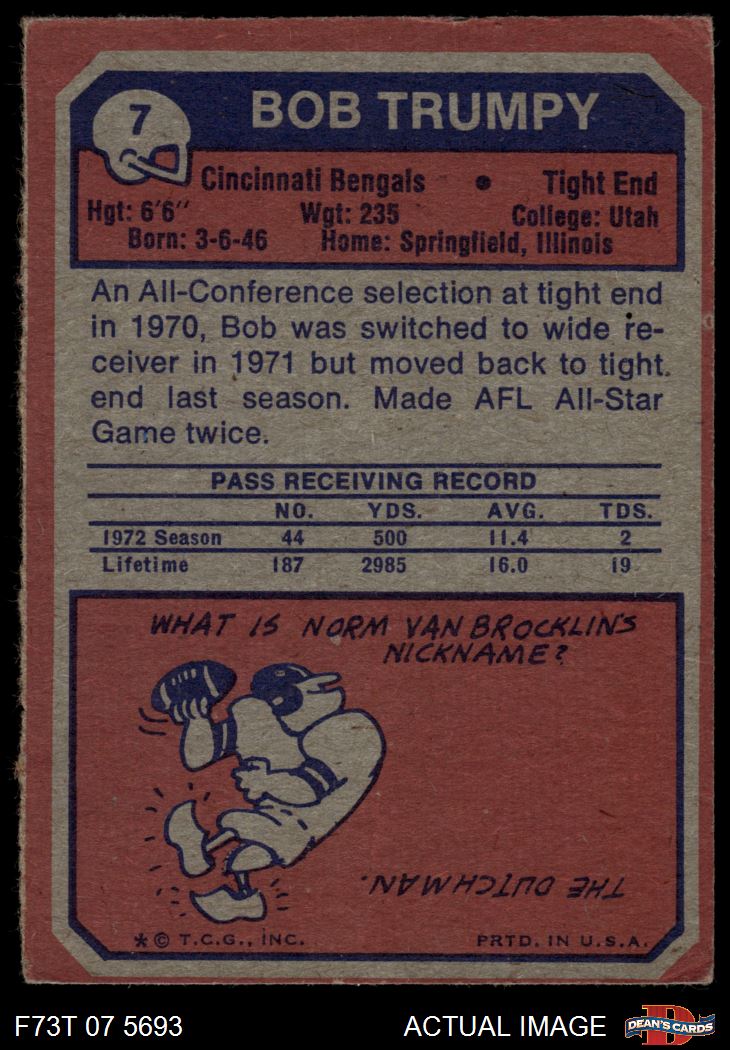 7
BOB TRUMPY
Cincinnati Bengals • Tight End
Hgt: 6'6" Wgt: 235 College: Utah
Born: 3-6-46 Home: Springfield, Illinois
An All-Conference selection at tight end
in 1970, Bob was switched to wide re-
ceiver in 1971 but moved back to tight
end last season. Made AFL All-Star
Game twice.
PASS RECEIVING RECORD
NO. YDS. AVG. TDS.
1972 Season 44 500 11.4 2
Lifetime 187 2985 16.0 19
WHAT IS NORM VAN BROCKLIN'S
NICKNAME?
THE DUTCHMAN.
* © T.C.G., INC. PRTD. IN U.S.A.
F73T 07 5693 ACTUAL IMAGE D DEAN'S CARDS